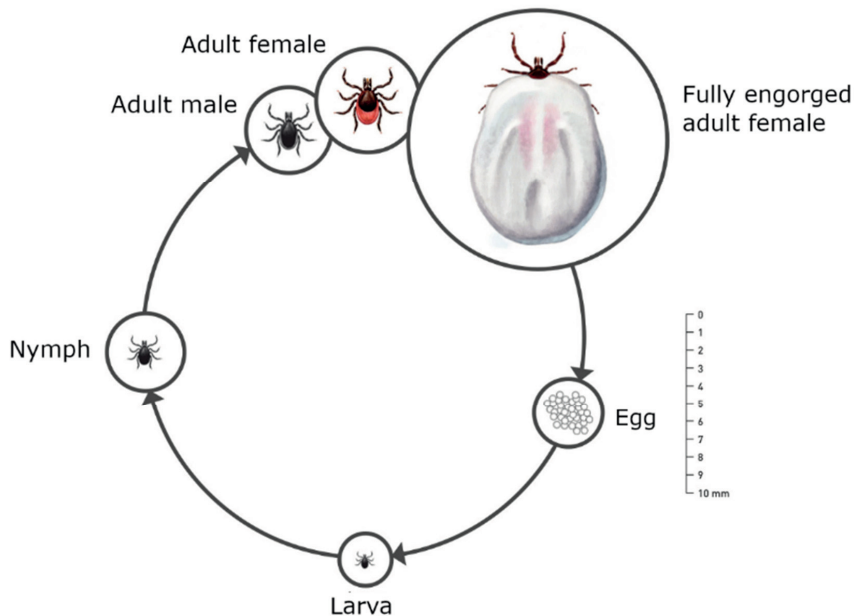 Adult female
Adult male
Fully engorged
adult female
Nymph
Egg
Larva
0
1
2
3
4
5
6
7
8
9
10 mm